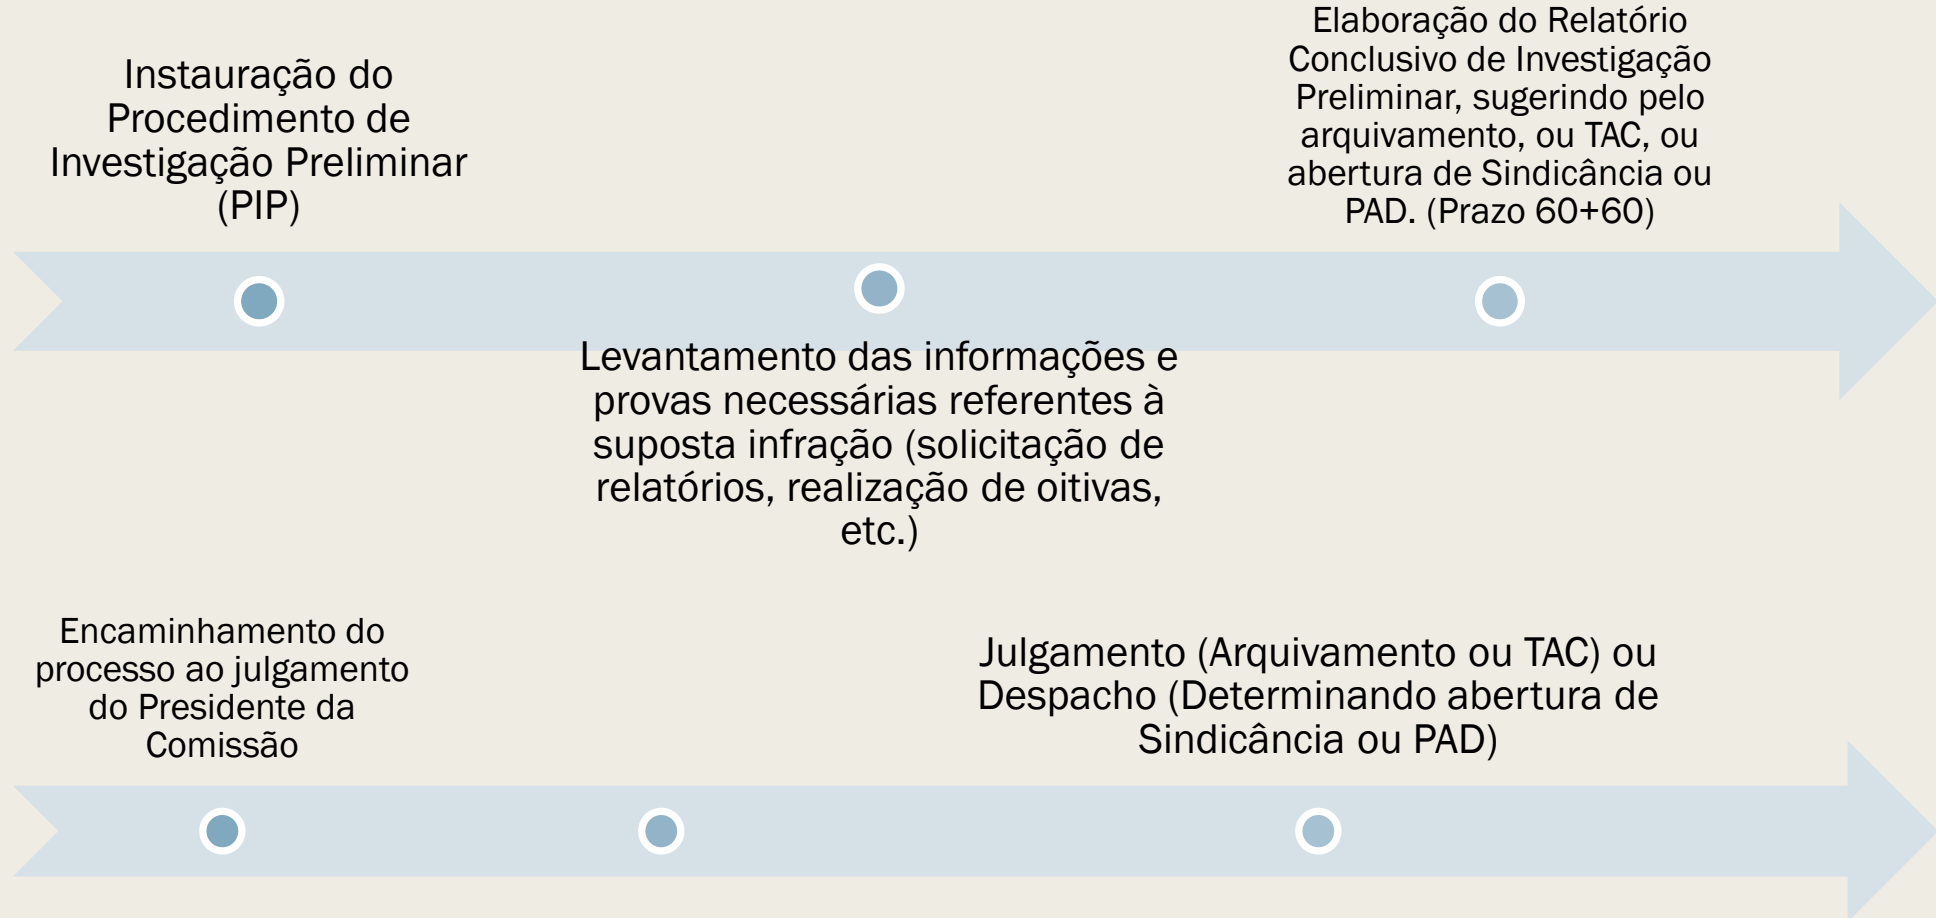 Instauração do
Procedimento de
Investigação Preliminar
(PIP)
Levantamento das informações e
provas necessárias referentes à
suposta infração (solicitação de
relatórios, realização de oitivas,
etc.)
Elaboração do Relatório
Conclusivo de Investigação
Preliminar, sugerindo pelo
arquivamento, ou TAC, ou
abertura de Sindicância ou
PAD. (Prazo 60+60)
Encaminhamento do
processo ao julgamento
do Presidente da
Comissão
Julgamento (Arquivamento ou TAC) ou
Despacho (Determinando abertura de
Sindicância ou PAD)